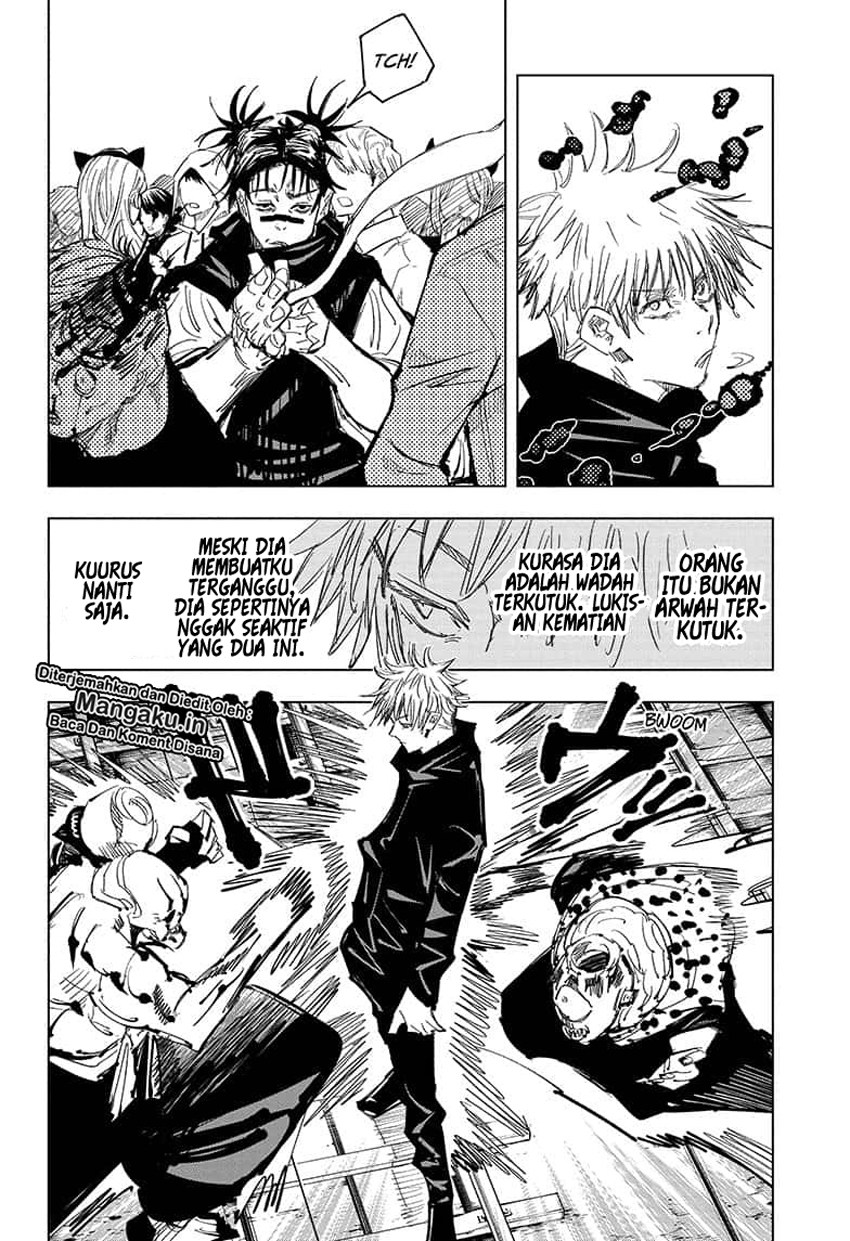 TCH!
ORANG
ITU BUKAN
ARWAH TER-
KUTUK.
KURASA DIA
ADALAH WADAH
TERKUTUK. LUKIS-
AN KEMATIAN
MESKI DIA
MEMBUATKU
TERGANGGU,
DIA SEPERTINYA
NGGAK SEAKTIF
YANG DUA INI.
KUURUS
NANTI
SAJA.
Diterjemahkan dan Diedit Oleh :
Mangaku.in
Baca Dan Koment Disana
BWOOM